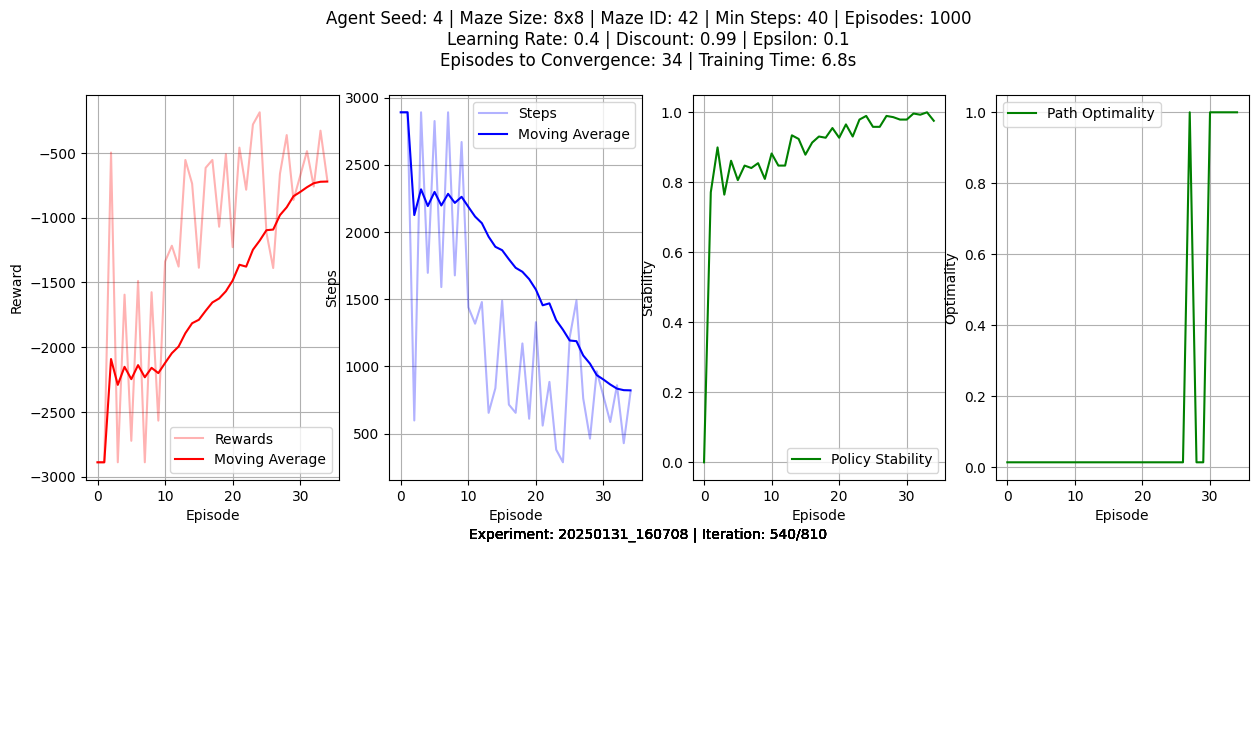 Agent Seed: 4 | Maze Size: 8x8 | Maze ID: 42 | Min Steps: 40 | Episodes: 1000
Learning Rate: 0.4 | Discount: 0.99 | Epsilon: 0.1
Episodes to Convergence: 34 | Training Time: 6.8s
Reward
−500
−1000
−1500
−2000
−2500
−3000
0
10
20
30
Episode
Rewards
Moving Average
Steps
3000
2500
2000
1500
1000
500
0
10
20
30
Episode
Steps
Moving Average
Stability
1.0
0.8
0.6
0.4
0.2
0.0
0
10
20
30
Episode
Policy Stability
Optimality
1.0
0.8
0.6
0.4
0.2
0.0
0
10
20
30
Episode
Path Optimality
Experiment: 20250131_160708 | Iteration: 540/810